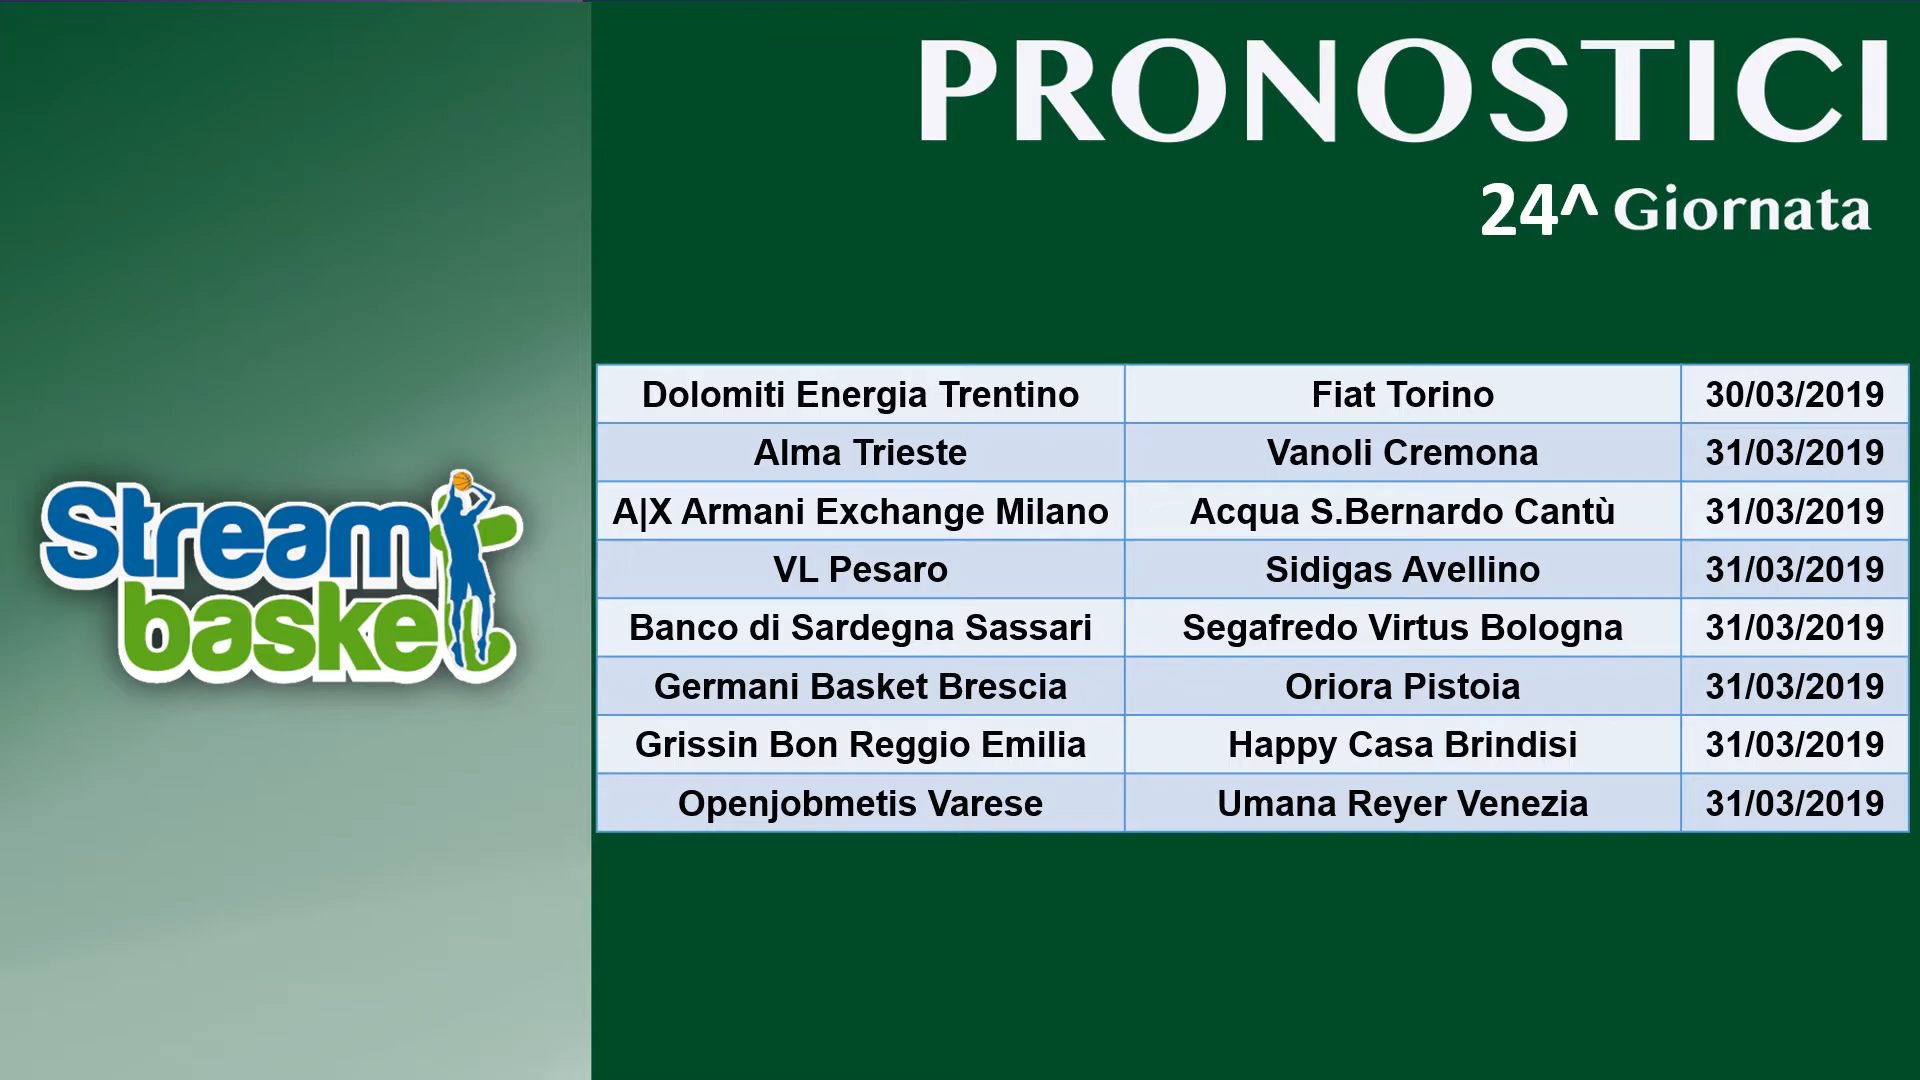 PRONOSTICI
24^ Giornata
Stream
basket
Dolomiti Energia Trentino Fiat Torino 30/03/2019
Alma Trieste Vanoli Cremona 31/03/2019
A|X Armani Exchange Milano Acqua S.Bernardo Cantù 31/03/2019
VL Pesaro Sidigas Avellino 31/03/2019
Banco di Sardegna Sassari Segafredo Virtus Bologna 31/03/2019
Germani Basket Brescia Oriora Pistoia 31/03/2019
Grissin Bon Reggio Emilia Happy Casa Brindisi 31/03/2019
Openjobmetis Varese Umana Reyer Venezia 31/03/2019